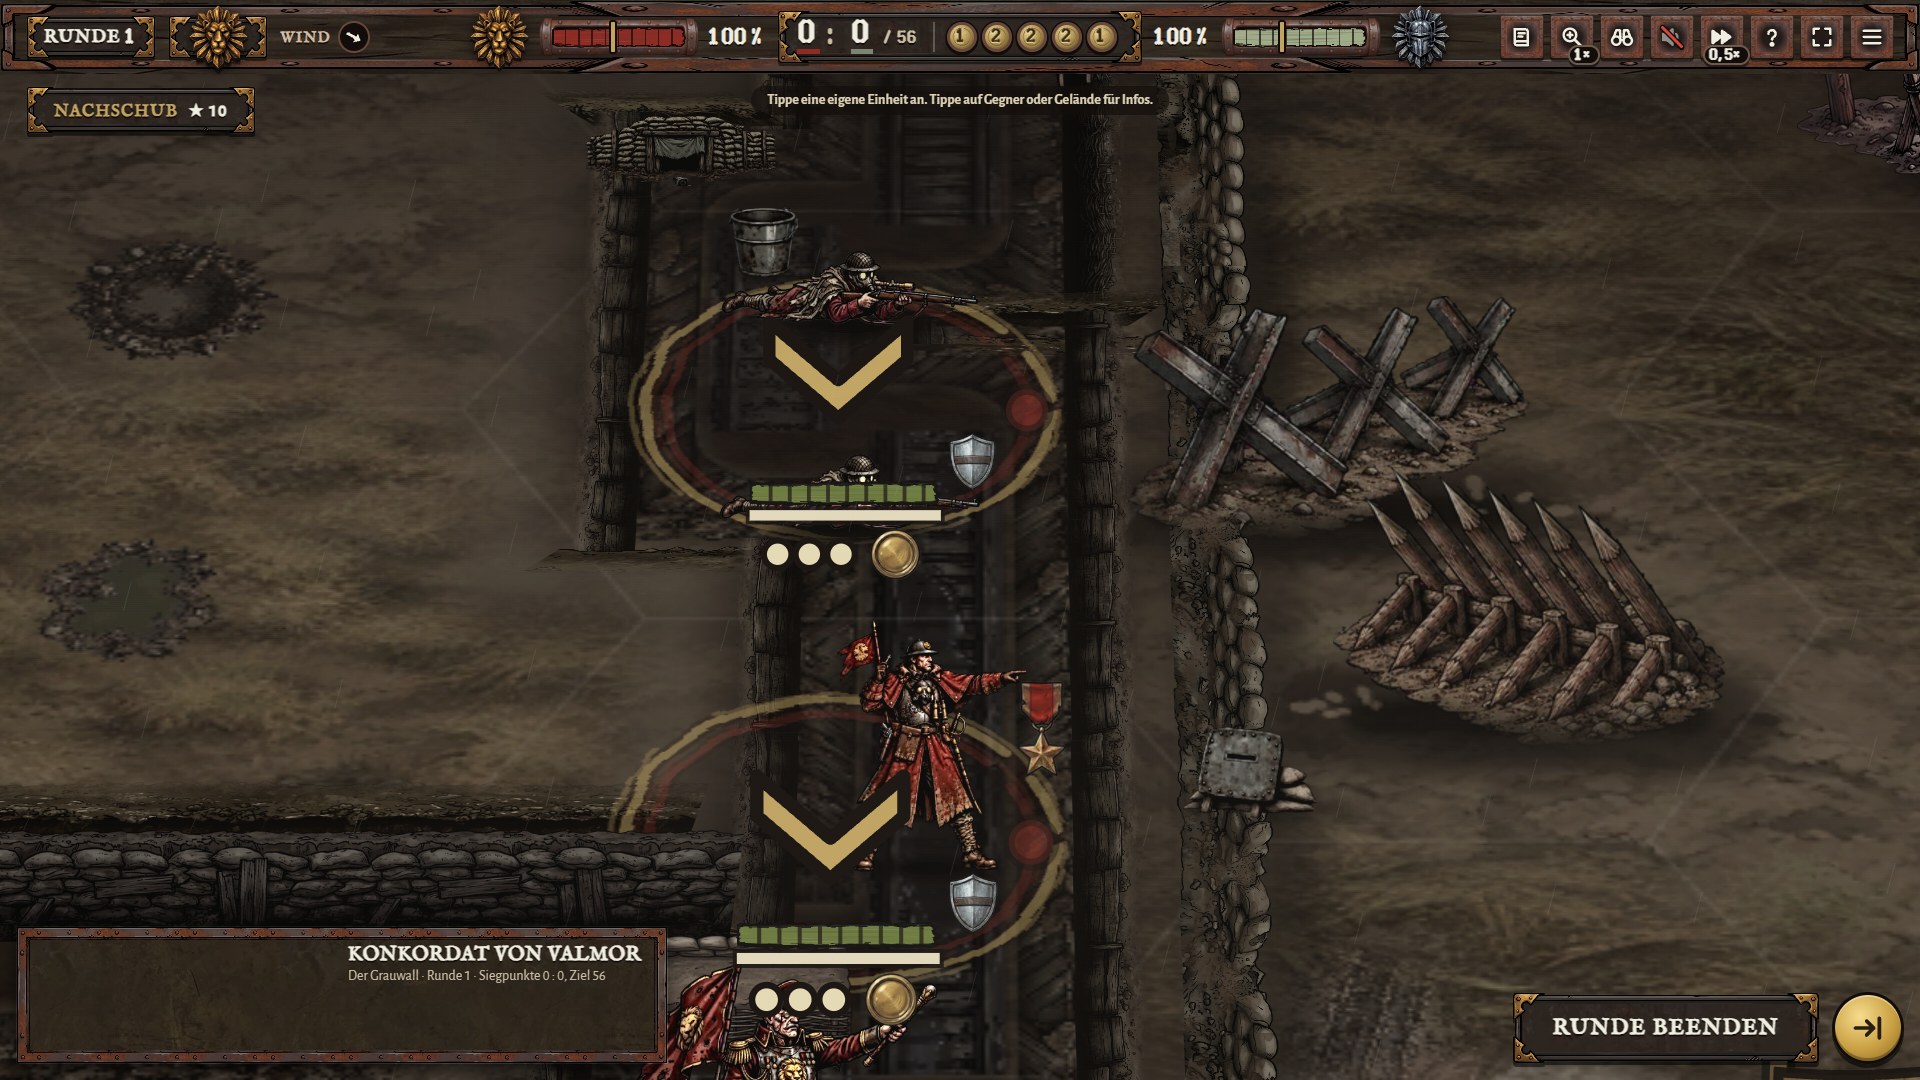 RUNDE 1
WIND
100 %
0 : 0 / 56
1 2 2 2 1
100 %
1×
0,5×
?
NACHSCHUB ★ 10
Tippe eine eigene Einheit an. Tippe auf Gegner oder Gelände für Infos.
KONKORDAT VON VALMOR
Der Grauwall · Runde 1 · Siegpunkte 0 : 0, Ziel 56
RUNDE BEENDEN